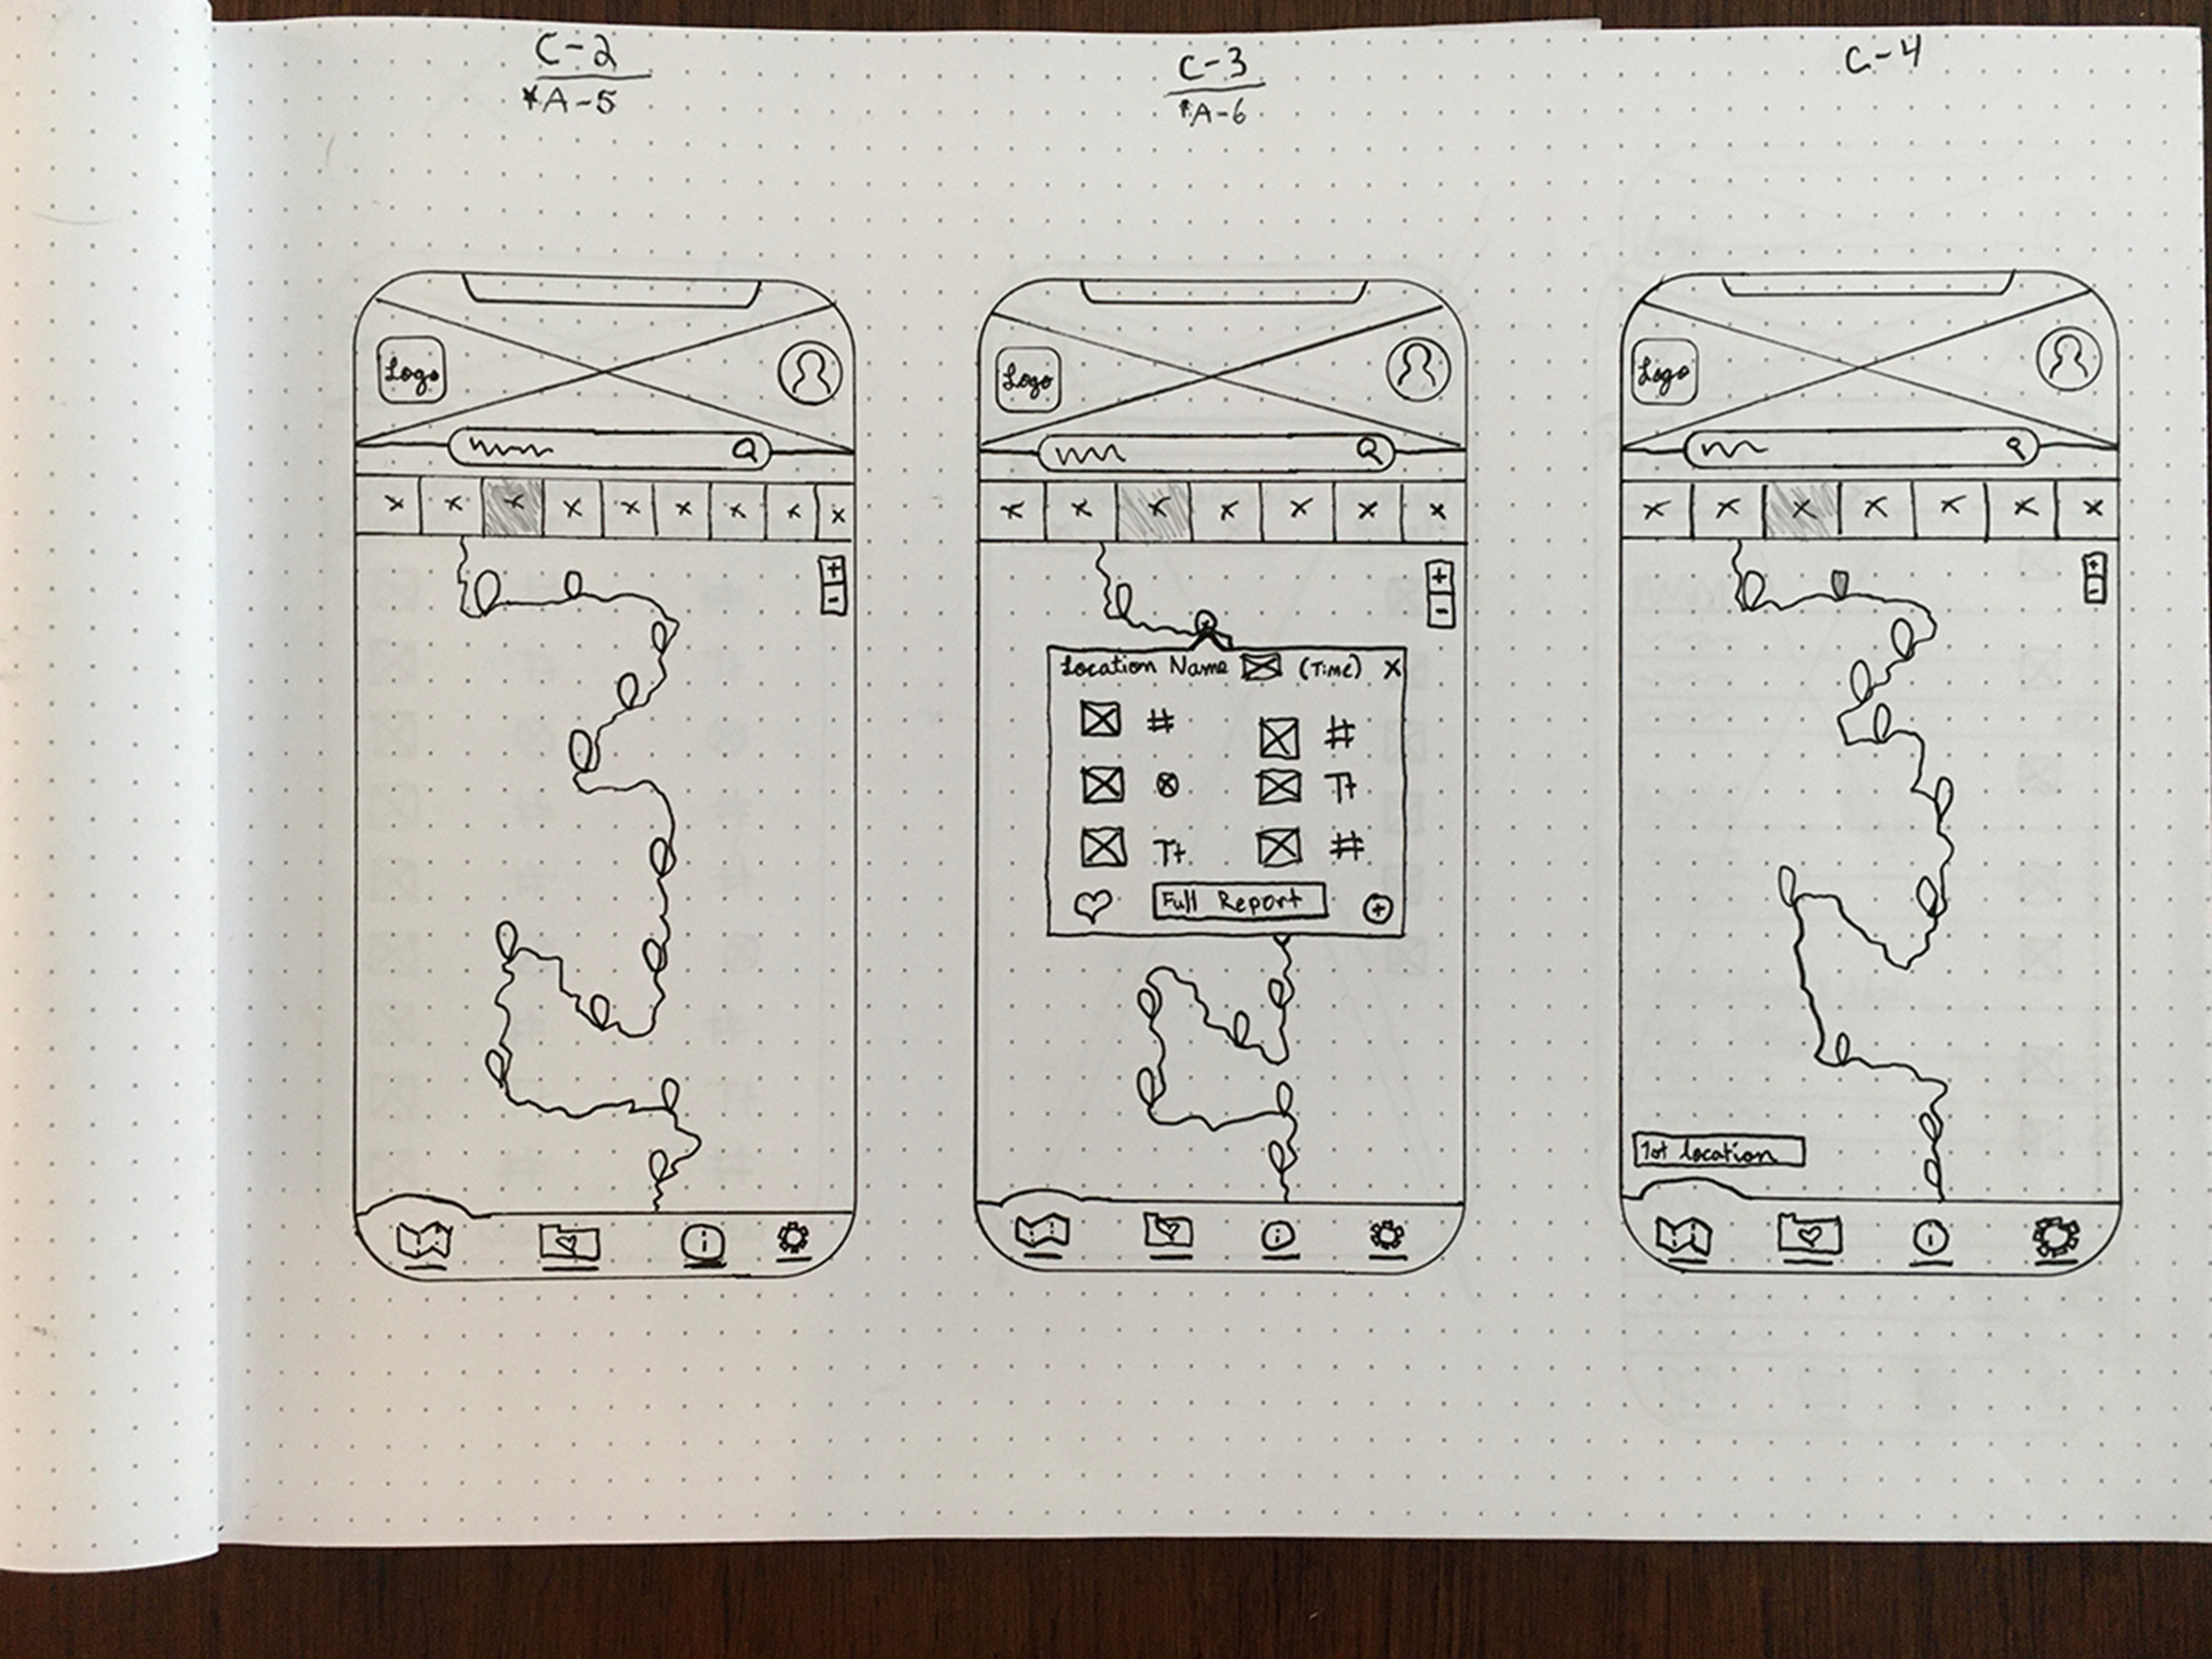 C-2
*A-5
C-3
*A-6
C-4
Logo
x x x x x x x x x
+
-
Logo
x x x x x x x
+
-
Location Name (Time) X
# #
⊗ Tt
Tt #
Full Report +
Logo
x x x x x x x
+
-
1st location
i
i
i